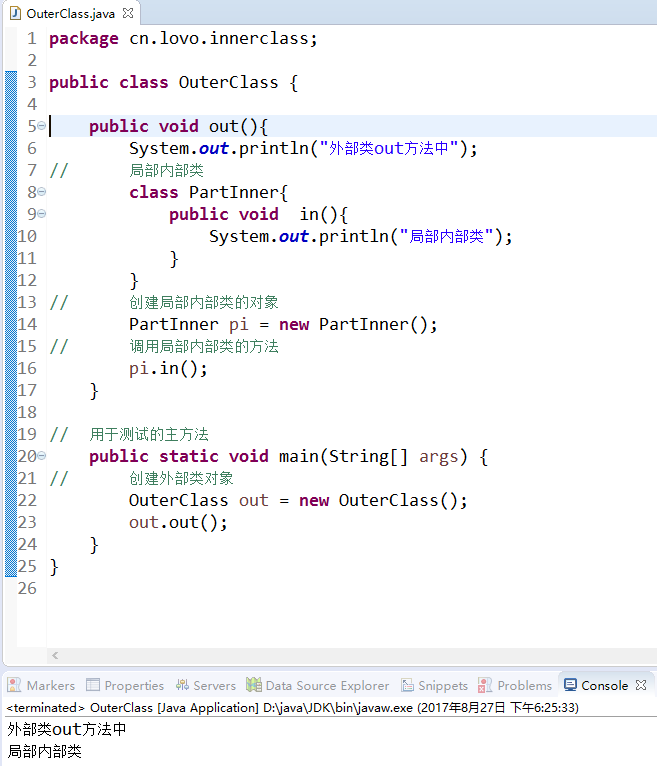 OuterClass.java
1 package cn.lovo.innerclass;
2
3 public class OuterClass {
4
5     public void out(){
6         System.out.println("外部类out方法中");
7 //      局部内部类
8         class PartInner{
9             public void  in(){
10                 System.out.println("局部内部类");
11             }
12         }
13 //      创建局部内部类的对象
14         PartInner pi = new PartInner();
15 //      调用局部内部类的方法
16         pi.in();
17     }
18
19 //  用于测试的主方法
20     public static void main(String[] args) {
21 //      创建外部类对象
22         OuterClass out = new OuterClass();
23         out.out();
24     }
25 }
26
Markers Properties Servers Data Source Explorer Snippets Problems Console
<terminated> OuterClass [Java Application] D:\java\JDK\bin\javaw.exe (2017年8月27日 下午6:25:33)
外部类out方法中
局部内部类